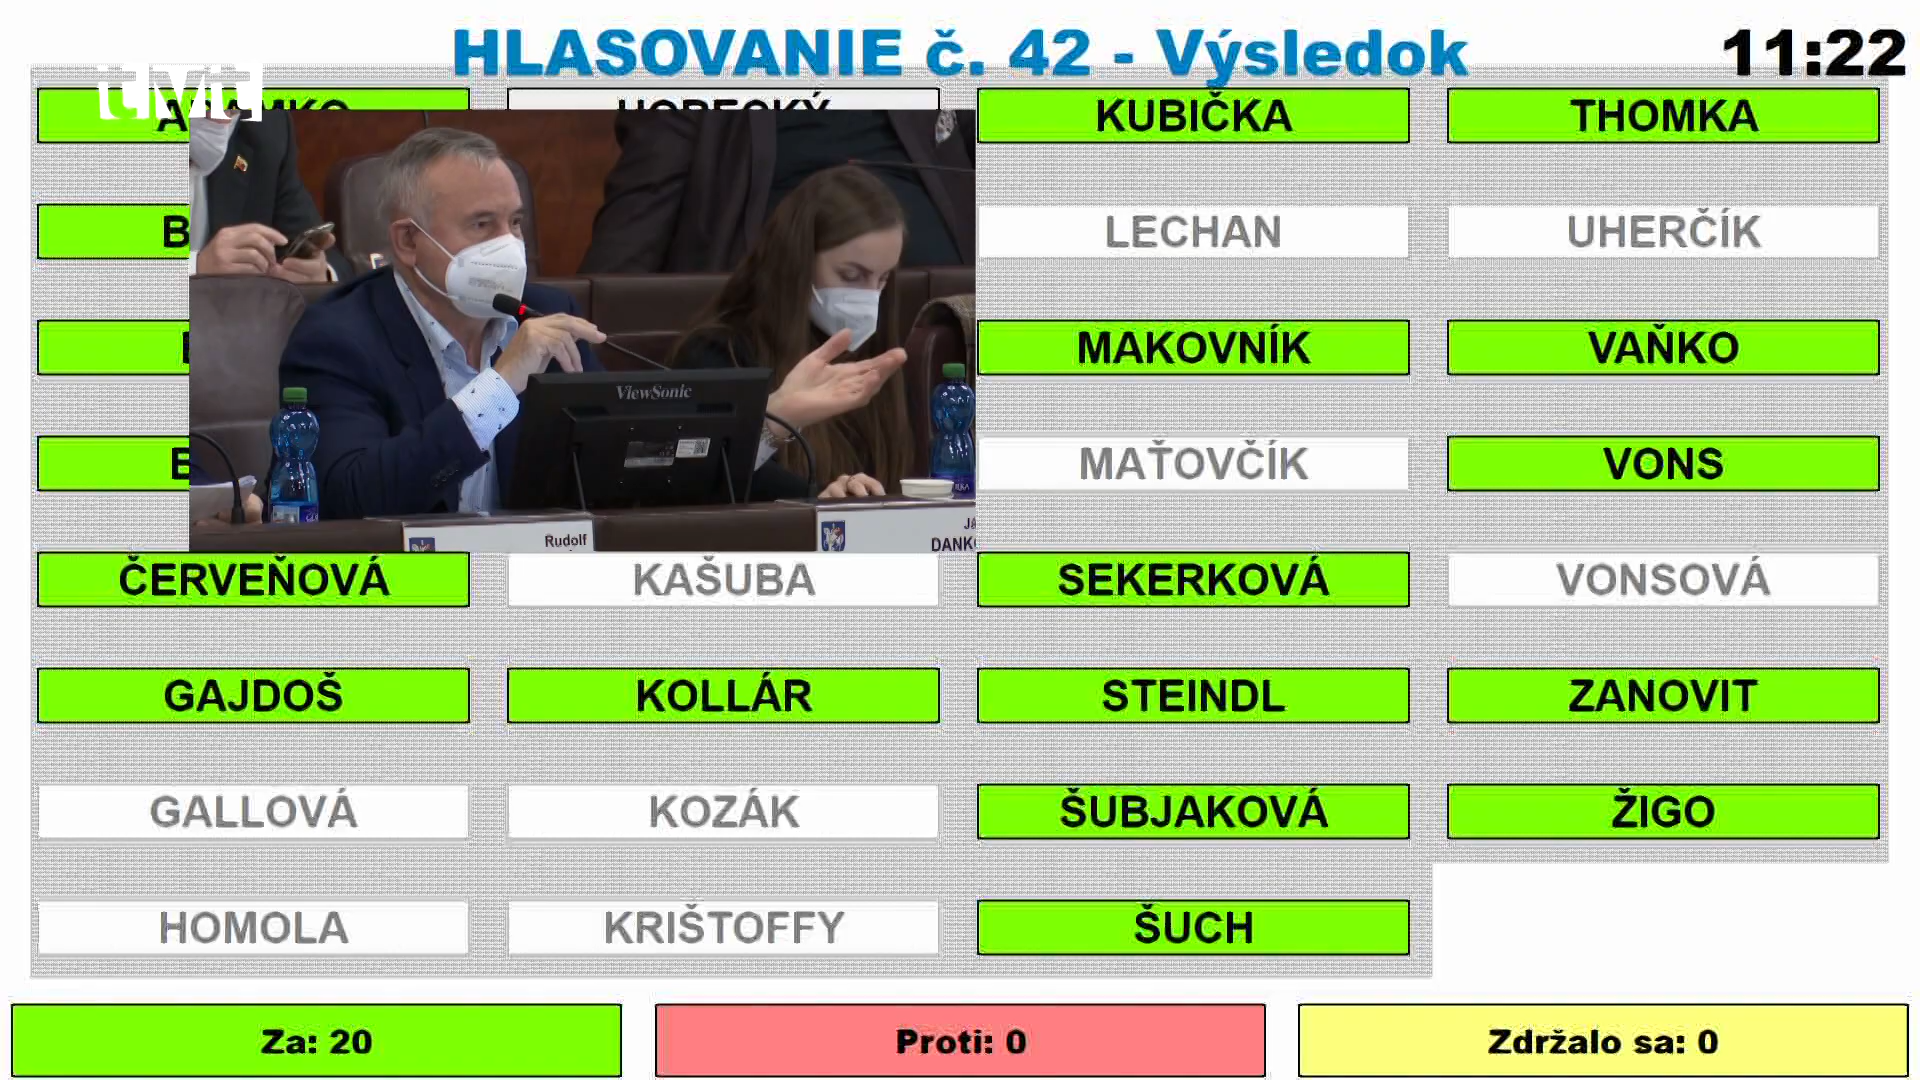 HLASOVANIE č. 42 - Výsledok
11:22
tMt
KUBIČKA
THOMKA
LECHAN
UHERČÍK
MAKOVNÍK
VAŇKO
MAŤOVČÍK
VONS
ViewSonic
Rudolf
ČERVEŇOVÁ
KAŠUBA
SEKERKOVÁ
VONSOVÁ
GAJDOŠ
KOLLÁR
STEINDL
ZANOVIT
GALLOVÁ
KOZÁK
ŠUBJAKOVÁ
ŽIGO
HOMOLA
KRIŠTOFFY
ŠUCH
Za: 20
Proti: 0
Zdržalo sa: 0